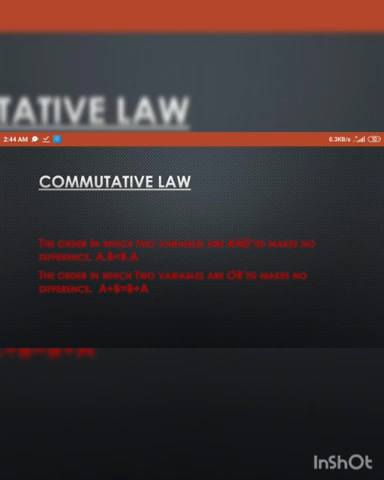 TATIVE LAW
2:44 AM
0.3KB/s
COMMUTATIVE LAW
THE ORDER IN WHICH TWO VARIABLES ARE AND'ED MAKES NO
DIFFERENCE. A.B=B.A
THE ORDER IN WHICH TWO VARIABLES ARE OR'ED MAKES NO
DIFFERENCE. A+B=B+A
A+B=B+A
InShOt